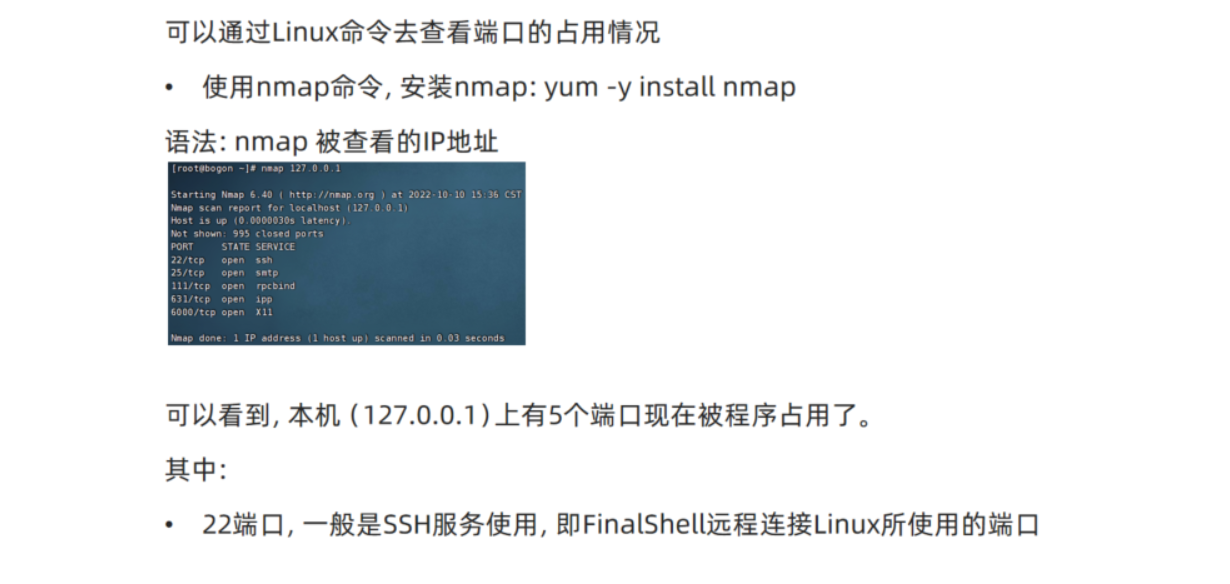 可以通过Linux命令去查看端口的占用情况
• 使用nmap命令, 安装nmap: yum -y install nmap
语法: nmap 被查看的IP地址
[root@bogon ~]# nmap 127.0.0.1
Starting Nmap 6.40 ( http://nmap.org ) at 2022-10-10 15:36 CST
Nmap scan report for localhost (127.0.0.1)
Host is up (0.0000030s latency).
Not shown: 995 closed ports
PORT     STATE SERVICE
22/tcp   open  ssh
25/tcp   open  smtp
111/tcp  open  rpcbind
631/tcp  open  ipp
6000/tcp open  X11
Nmap done: 1 IP address (1 host up) scanned in 0.03 seconds
可以看到, 本机 (127.0.0.1) 上有5个端口现在被程序占用了。
其中:
• 22端口, 一般是SSH服务使用, 即FinalShell远程连接Linux所使用的端口